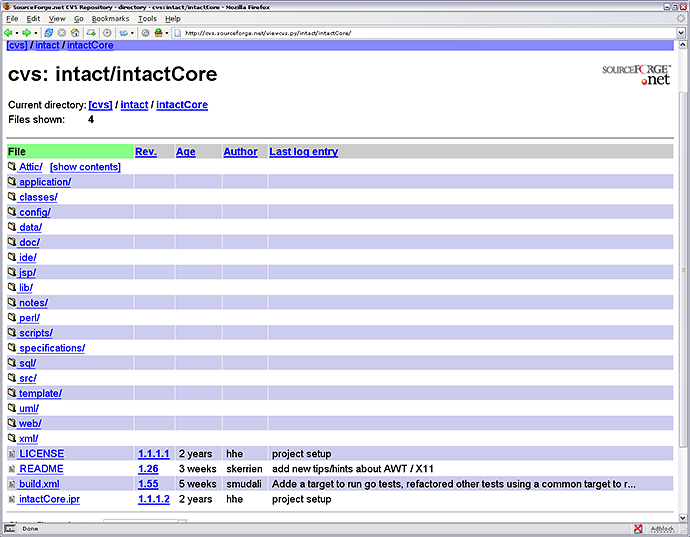 SourceForge.net CVS Repository - directory - cvs: intact/intactCore - Mozilla Firefox
File Edit View Go Bookmarks Tools Help
http://cvs.sourceforge.net/viewcvs.py/intact/intactCore/
[cvs] / intact / intactCore
cvs: intact/intactCore
SOURCEFORGE™
.net
Current directory: [cvs] / intact / intactCore
Files shown: 4
File Rev. Age Author Last log entry
Attic/ [show contents]
application/
classes/
config/
data/
doc/
ide/
jsp/
lib/
notes/
perl/
scripts/
specifications/
sql/
src/
template/
uml/
web/
xml/
LICENSE 1.1.1.1 2 years hhe project setup
README 1.26 3 weeks skerrien add new tips/hints about AWT / X11
build.xml 1.55 5 weeks smudali Adde a target to run go tests, refactored other tests using a common target to r...
intactCore.ipr 1.1.1.2 2 years hhe project setup
Done Adblock